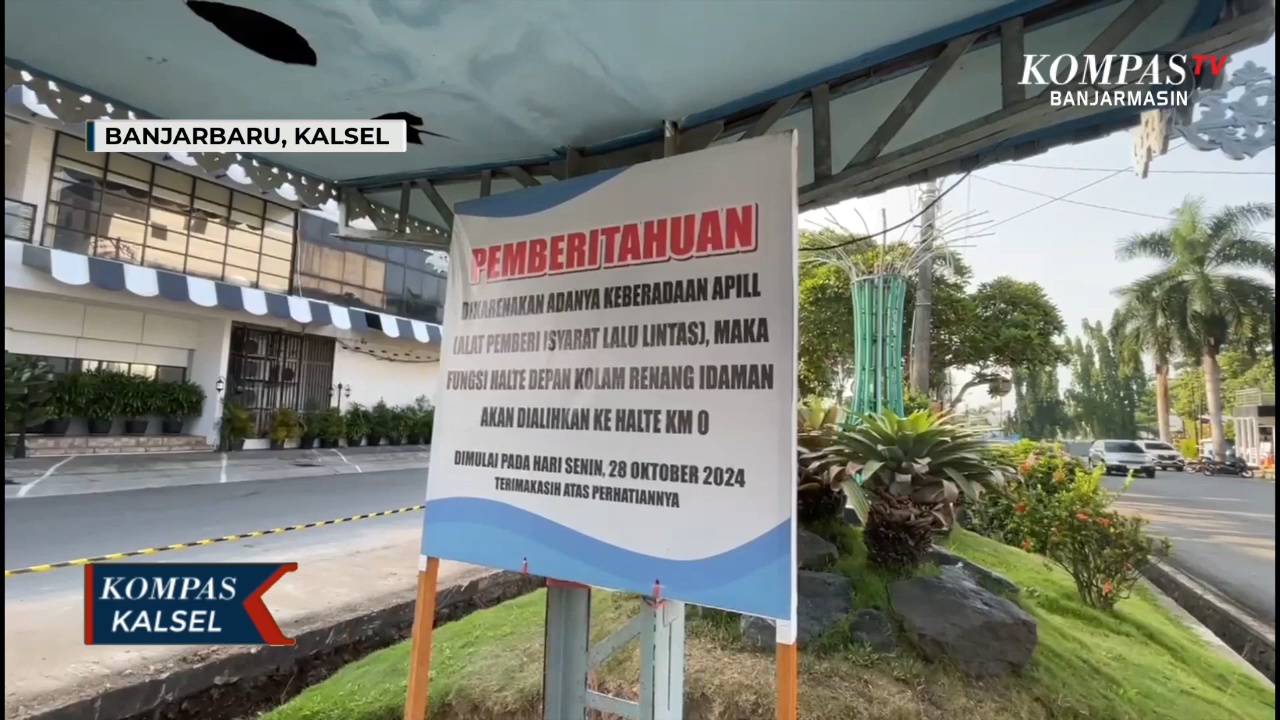 KOMPAS TV
BANJARMASIN
BANJARBARU, KALSEL
PEMBERITAHUAN
DIKARENAKAN ADANYA KEBERADAAN APILL
(ALAT PEMBERI ISYARAT LALU LINTAS), MAKA
FUNGSI HALTE DEPAN KOLAM RENANG IDAMAN
AKAN DIALIHKAN KE HALTE KM 0
DIMULAI PADA HARI SENIN, 28 OKTOBER 2024
TERIMAKASIH ATAS PERHATIANNYA
KOMPAS
KALSEL